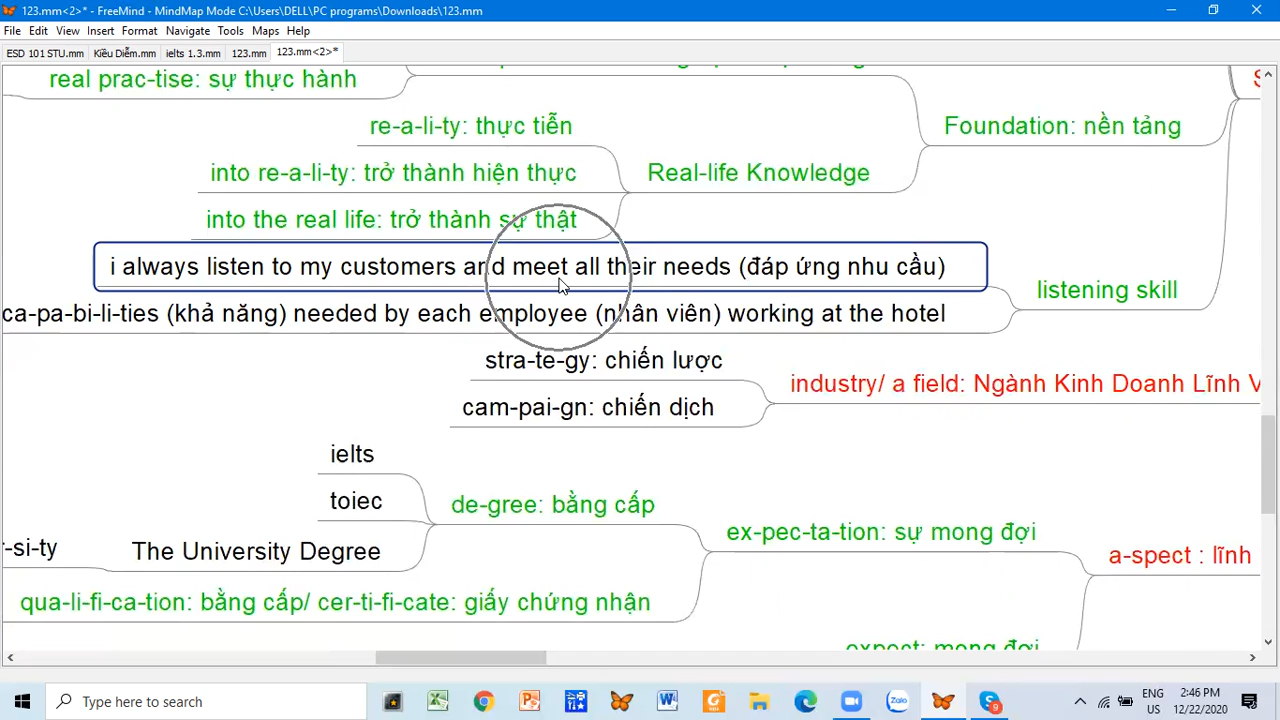 123.mm<2>* - FreeMind - MindMap Mode C:\Users\DELL\PC programs\Downloads\123.mm
File Edit View Insert Format Navigate Tools Maps Help
ESD 101 STU.mm Kiều Diễm.mm ielts 1.3.mm 123.mm 123.mm<2>*
real prac-tise: sự thực hành
re-a-li-ty: thực tiễn
Foundation: nền tảng
into re-a-li-ty: trở thành hiện thực
Real-life Knowledge
into the real life: trở thành sự thật
i always listen to my customers and meet all their needs (đáp ứng nhu cầu)
listening skill
ca-pa-bi-li-ties (khả năng) needed by each employee (nhân viên) working at the hotel
stra-te-gy: chiến lược
industry/ a field: Ngành Kinh Doanh Lĩnh V
cam-pai-gn: chiến dịch
ielts
toiec
de-gree: bằng cấp
r-si-ty
The University Degree
ex-pec-ta-tion: sự mong đợi
a-spect : lĩnh
qua-li-fi-ca-tion: bằng cấp/ cer-ti-fi-cate: giấy chứng nhận
expect: mong đợi
Type here to search
Zalo
9
ENG
US
2:46 PM
12/22/2020